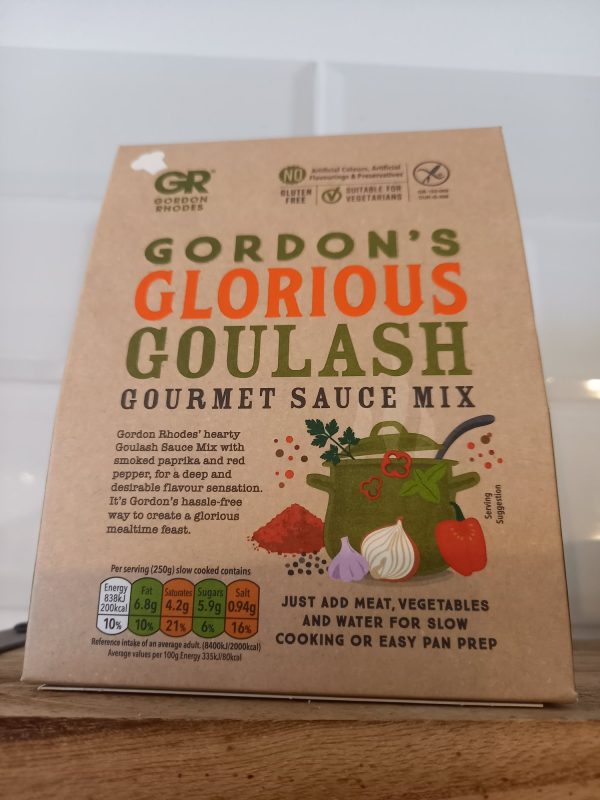 GR
GORDON
RHODES
NO Artificial Colours, Artificial
Flavourings & Preservatives
GLUTEN
FREE
SUITABLE FOR
VEGETARIANS
GORDON'S
GLORIOUS
GOULASH
GOURMET SAUCE MIX
Gordon Rhodes' hearty
Goulash Sauce Mix with
smoked paprika and red
pepper, for a deep and
desirable flavour sensation.
It's Gordon's hassle-free
way to create a glorious
mealtime feast.
Serving
Suggestion
Per serving (250g) slow cooked contains
Energy
838kJ
200kcal
10%
Fat
6.8g
10%
Saturates
4.2g
21%
Sugars
5.9g
6%
Salt
0.94g
16%
Reference intake of an average adult. (8400kJ/2000kcal)
Average values per 100g:Energy 335kJ/80kcal
JUST ADD MEAT, VEGETABLES
AND WATER FOR SLOW
COOKING OR EASY PAN PREP